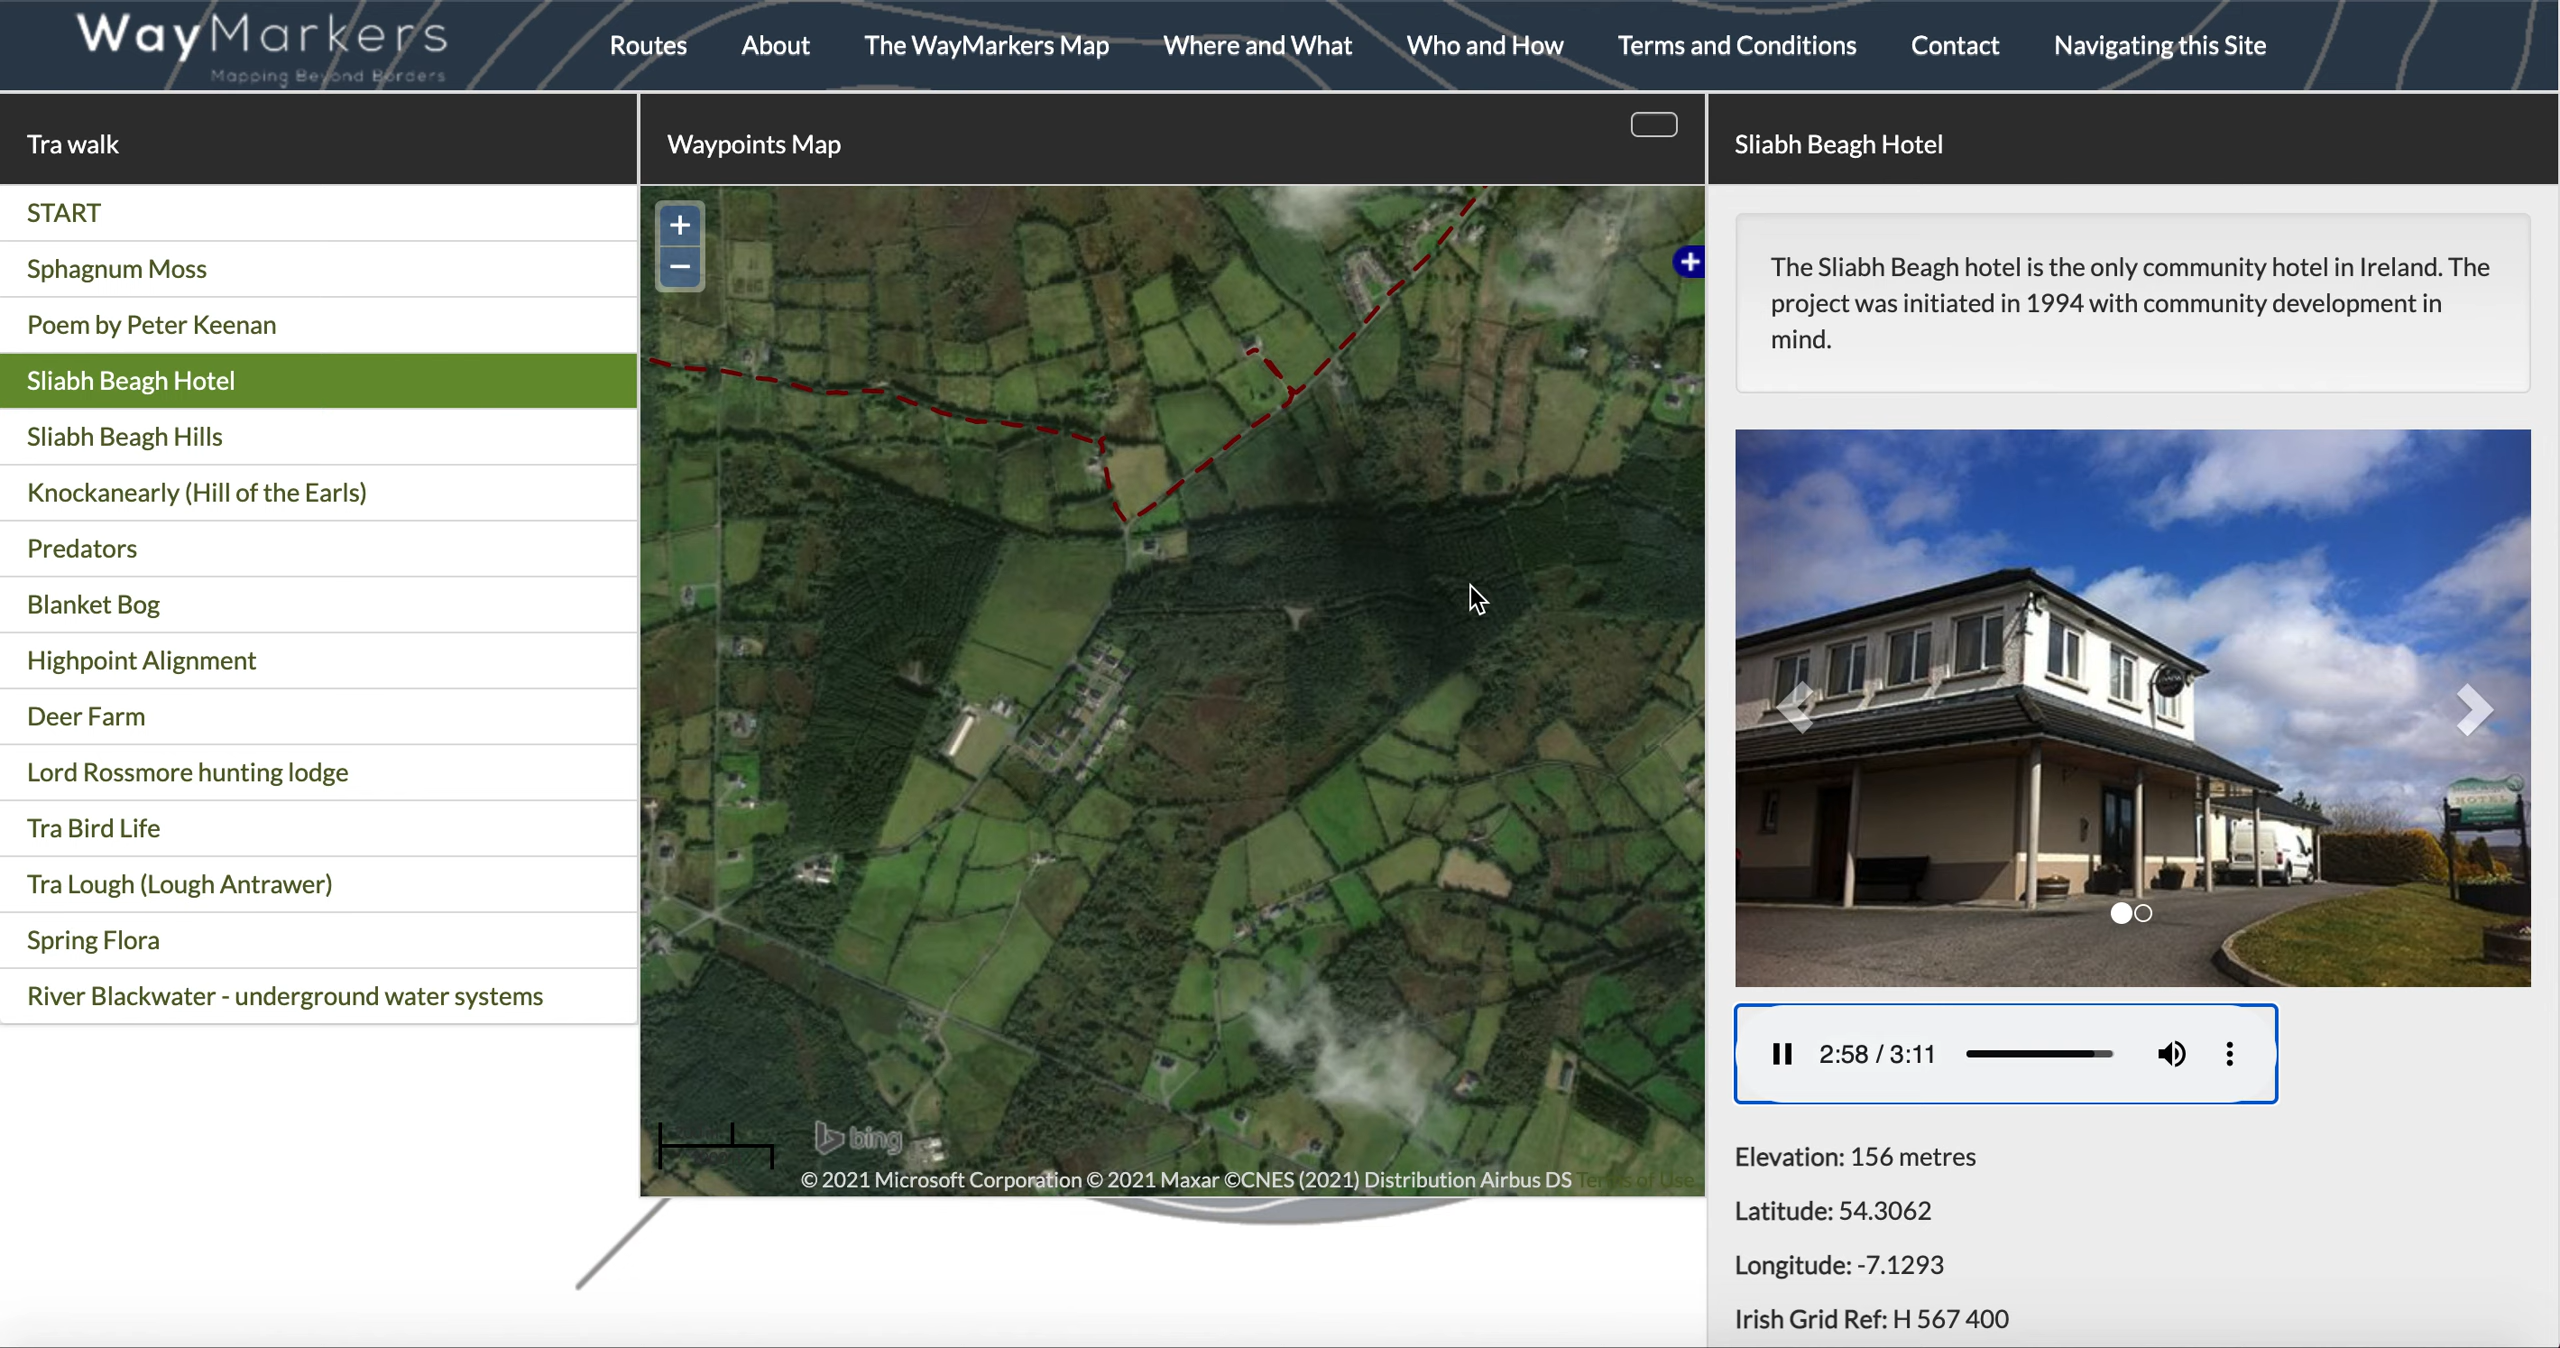 WayMarkers
Mapping Beyond Borders
Routes
About
The WayMarkers Map
Where and What
Who and How
Terms and Conditions
Contact
Navigating this Site
Tra walk
START
Sphagnum Moss
Poem by Peter Keenan
Sliabh Beagh Hotel
Sliabh Beagh Hills
Knockanearly (Hill of the Earls)
Predators
Blanket Bog
Highpoint Alignment
Deer Farm
Lord Rossmore hunting lodge
Tra Bird Life
Tra Lough (Lough Antrawer)
Spring Flora
River Blackwater - underground water systems
Waypoints Map
+
−
+
bing
© 2021 Microsoft Corporation © 2021 Maxar ©CNES (2021) Distribution Airbus DS Terms of Use
Sliabh Beagh Hotel
The Sliabh Beagh hotel is the only community hotel in Ireland. The
project was initiated in 1994 with community development in
mind.
HOTEL
2:58 / 3:11
Elevation: 156 metres
Latitude: 54.3062
Longitude: -7.1293
Irish Grid Ref: H 567 400